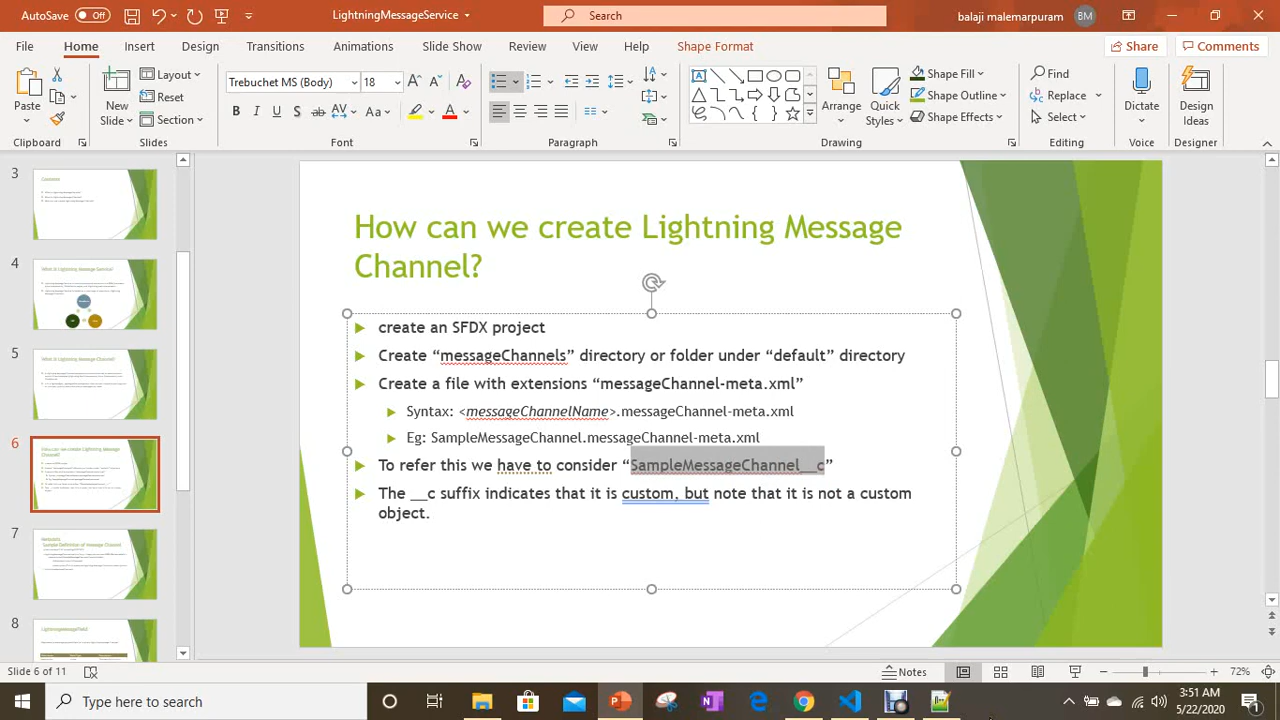 AutoSave Off LightningMessageService Search balaji malemarpuram BM
File Home Insert Design Transitions Animations Slide Show Review View Help Shape Format Share Comments
Paste New Slide Layout Reset Section Trebuchet MS (Body) 18 Arrange Quick Styles Shape Fill Shape Outline Shape Effects Find Replace Select Dictate Design Ideas
Clipboard Slides Font Paragraph Drawing Editing Voice Designer
3
4
5
6
7
8
How can we create Lightning Message
Channel?
create an SFDX project
Create “messageChannels” directory or folder under “default” directory
Create a file with extensions “messageChannel-meta.xml”
Syntax: <messageChannelName>.messageChannel-meta.xml
Eg: SampleMessageChannel.messageChannel-meta.xml
To refer this we have to consider “SampleMessageChannel__c”
The __c suffix indicates that it is custom, but note that it is not a custom
object.
Slide 6 of 11 Notes 72%
Type here to search 3:51 AM
5/22/2020